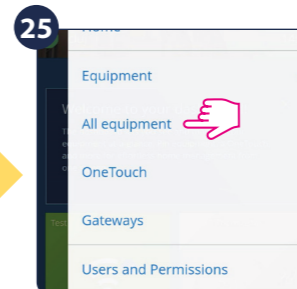 25
Equipment
All equipment
OneTouch
Gateways
Users and Permissions